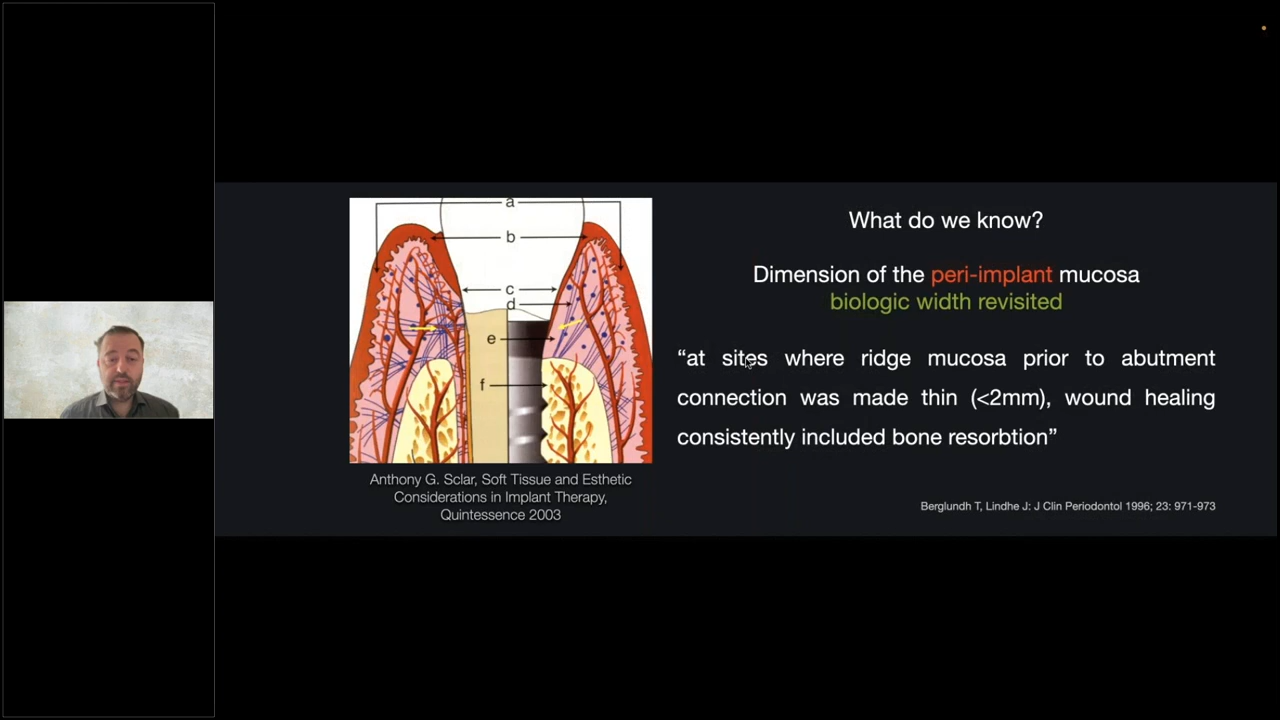 a
b
c
d
e
f
Anthony G. Sclar, Soft Tissue and Esthetic
Considerations in Implant Therapy,
Quintessence 2003
What do we know?
Dimension of the peri-implant mucosa
biologic width revisited
“at sites where ridge mucosa prior to abutment
connection was made thin (<2mm), wound healing
consistently included bone resorbtion”
Berglundh T, Lindhe J: J Clin Periodontol 1996; 23: 971-973